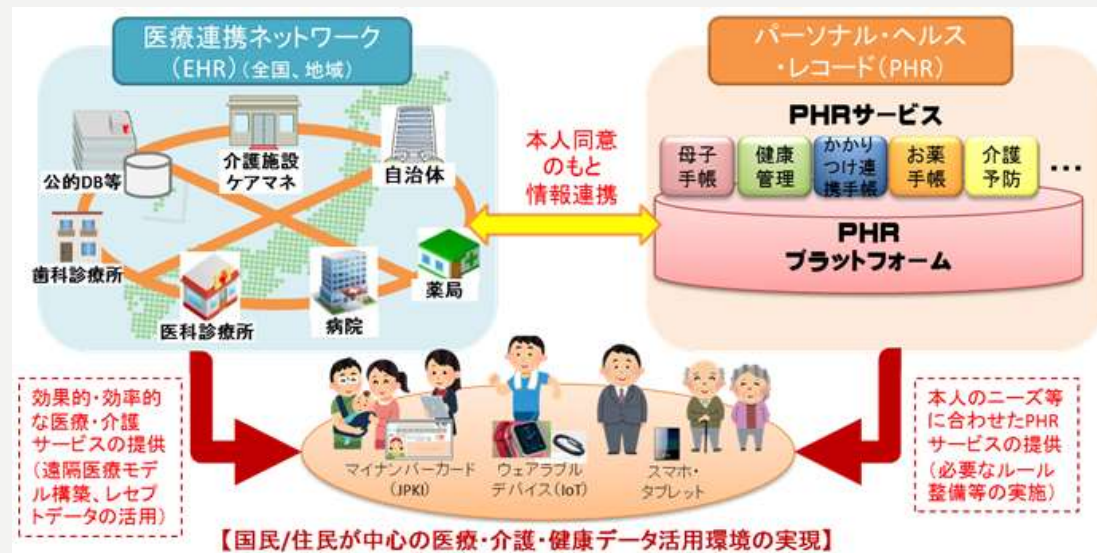 医療連携ネットワーク
(EHR)(全国、地域)
パーソナル・ヘルス
・レコード(PHR)
公的DB等
介護施設
ケアマネ
自治体
歯科診療所
医科診療所
病院
薬局
本人同意
のもと
情報連携
PHRサービス
母子
手帳
健康
管理
かかり
つけ連
携手帳
お薬
手帳
介護
予防
…
PHR
プラットフォーム
効果的・効率的
な医療・介護
サービスの提供
(遠隔医療モデ
ル構築、レセプ
トデータの活用)
マイナンバーカード
(JPKI)
ウェアラブル
デバイス(IoT)
スマホ・
タブレット
本人のニーズ等
に合わせたPHR
サービスの提供
(必要なルール
整備等の実施)
【国民/住民が中心の医療・介護・健康データ活用環境の実現】